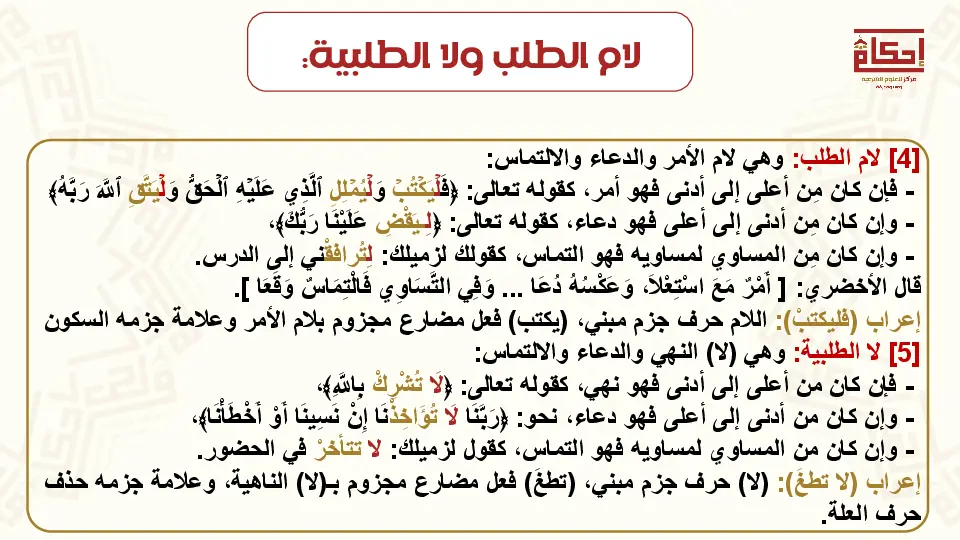 لام الطلب ولا الطلبية:
إحكام
مركز للعلوم الشرعية
[4] لام الطلب: وهي لام الأمر والدعاء والالتماس:
- فإن كان مِن أعلى إلى أدنى فهو أمر، كقوله تعالى: ﴿فَلْيَكْتُبْ وَلْيُمْلِلِ ٱلَّذِي عَلَيْهِ ٱلْحَقُّ وَلْيَتَّقِ ٱللَّهَ رَبَّهُ﴾
- وإن كان مِن أدنى إلى أعلى فهو دعاء، كقوله تعالى: ﴿لِيَقْضِ عَلَيْنَا رَبُّكَ﴾،
- وإن كان مِن المساوي لمساويه فهو التماس، كقولك لزميلك: لِتُرافقْني إلى الدرس.
قال الأخضري: [ أَمْرٌ مَعَ اسْتِعْلاَ، وَعَكْسُهُ دُعَا ... وَفِي التَّسَاوِي فَالْتِمَاسٌ وَقَعَا ].
إعراب (فليكتبْ): اللام حرف جزم مبني، (يكتب) فعل مضارع مجزوم بلام الأمر وعلامة جزمه السكون
[5] لا الطلبية: وهي (لا) النهي والدعاء والالتماس:
- فإن كان من أعلى إلى أدنى فهو نهي، كقوله تعالى: ﴿لَا تُشْرِكْ بِاللَّهِ﴾،
- وإن كان من أدنى إلى أعلى فهو دعاء، نحو: ﴿رَبَّنَا لَا تُؤَاخِذْنَا إِنْ نَسِينَا أَوْ أَخْطَأْنَا﴾،
- وإن كان من المساوي لمساويه فهو التماس، كقول لزميلك: لا تتأخرْ في الحضور.
إعراب (لا تطغَ): (لا) حرف جزم مبني، (تطغَ) فعل مضارع مجزوم بـ(لا) الناهية، وعلامة جزمه حذف
حرف العلة.